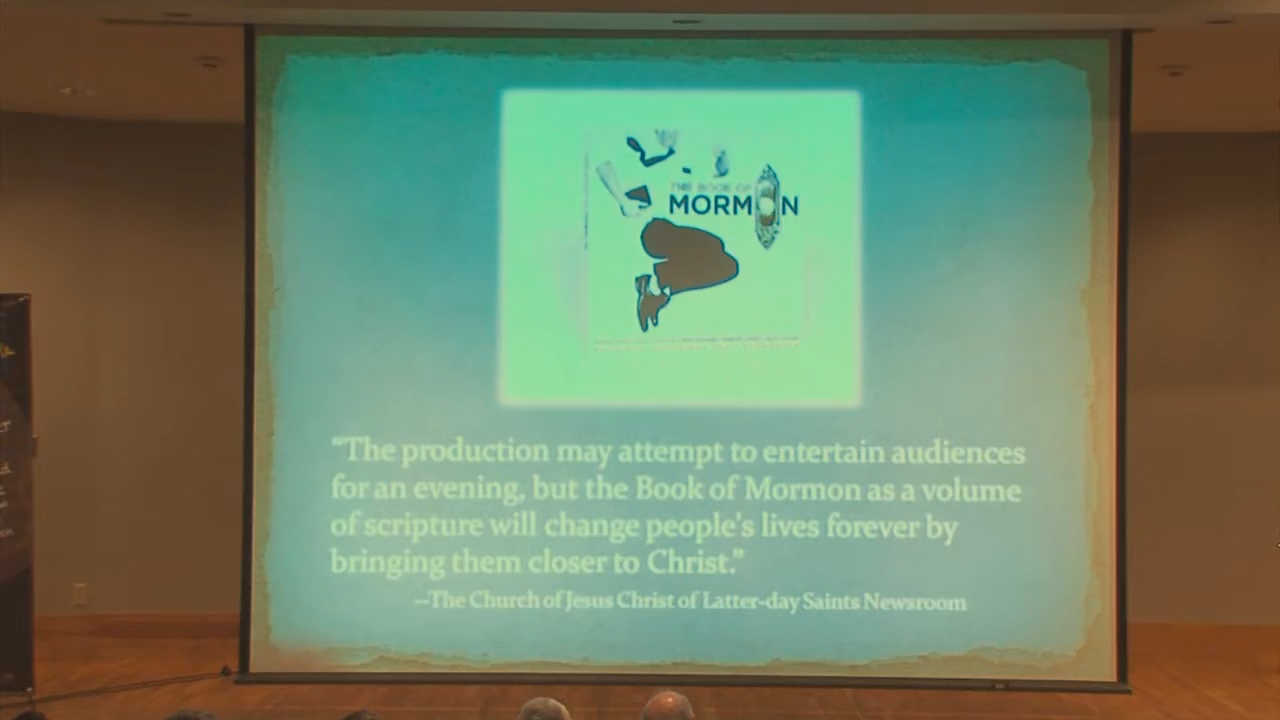 THE BOOK OF
MORMON
"The production may attempt to entertain audiences
for an evening, but the Book of Mormon as a volume
of scripture will change people's lives forever by
bringing them closer to Christ."
--The Church of Jesus Christ of Latter-day Saints Newsroom